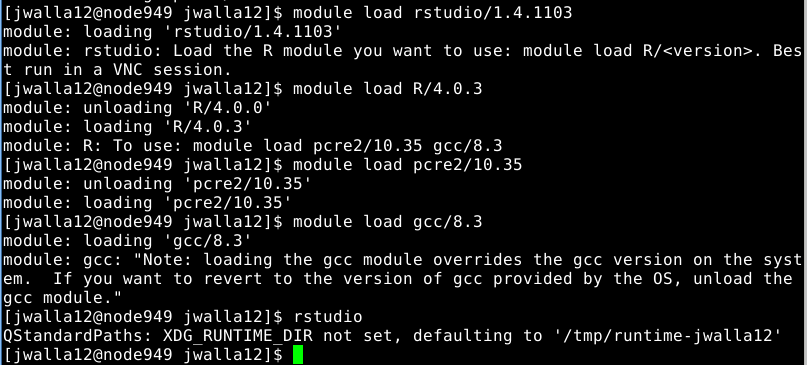 [jwalla12@node949 jwalla12]$ module load rstudio/1.4.1103
module: loading 'rstudio/1.4.1103'
module: rstudio: Load the R module you want to use: module load R/<version>. Bes
t run in a VNC session.
[jwalla12@node949 jwalla12]$ module load R/4.0.3
module: unloading 'R/4.0.0'
module: loading 'R/4.0.3'
module: R: To use: module load pcre2/10.35 gcc/8.3
[jwalla12@node949 jwalla12]$ module load pcre2/10.35
module: unloading 'pcre2/10.35'
module: loading 'pcre2/10.35'
[jwalla12@node949 jwalla12]$ module load gcc/8.3
module: loading 'gcc/8.3'
module: gcc: "Note: loading the gcc module overrides the gcc version on the syst
em.  If you want to revert to the version of gcc provided by the OS, unload the
gcc module."
[jwalla12@node949 jwalla12]$ rstudio
QStandardPaths: XDG_RUNTIME_DIR not set, defaulting to '/tmp/runtime-jwalla12'
[jwalla12@node949 jwalla12]$